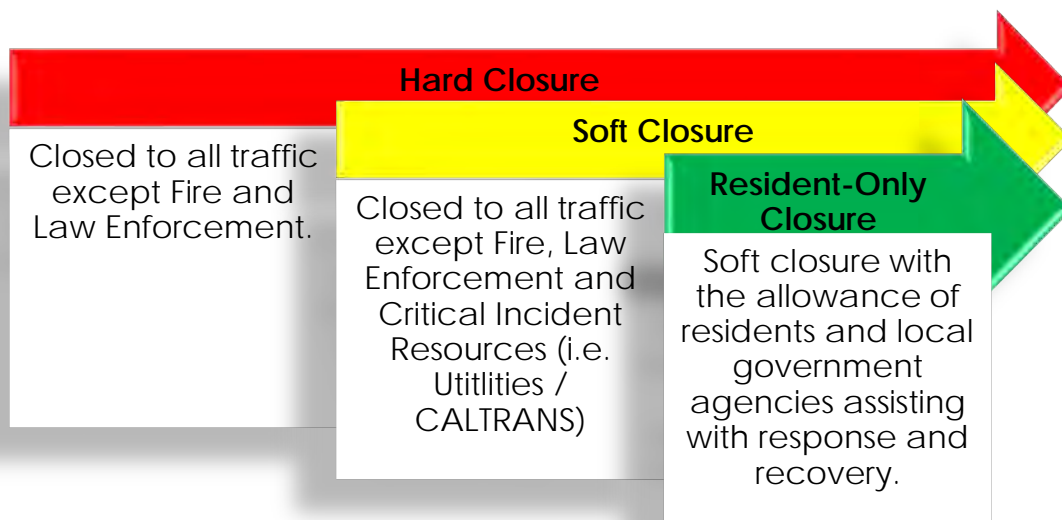 Hard Closure
Closed to all traffic
except Fire and
Law Enforcement.
Soft Closure
Closed to all traffic
except Fire, Law
Enforcement and
Critical Incident
Resources (i.e.
Utitlities /
CALTRANS)
Resident-Only
Closure
Soft closure with
the allowance of
residents and local
government
agencies assisting
with response and
recovery.